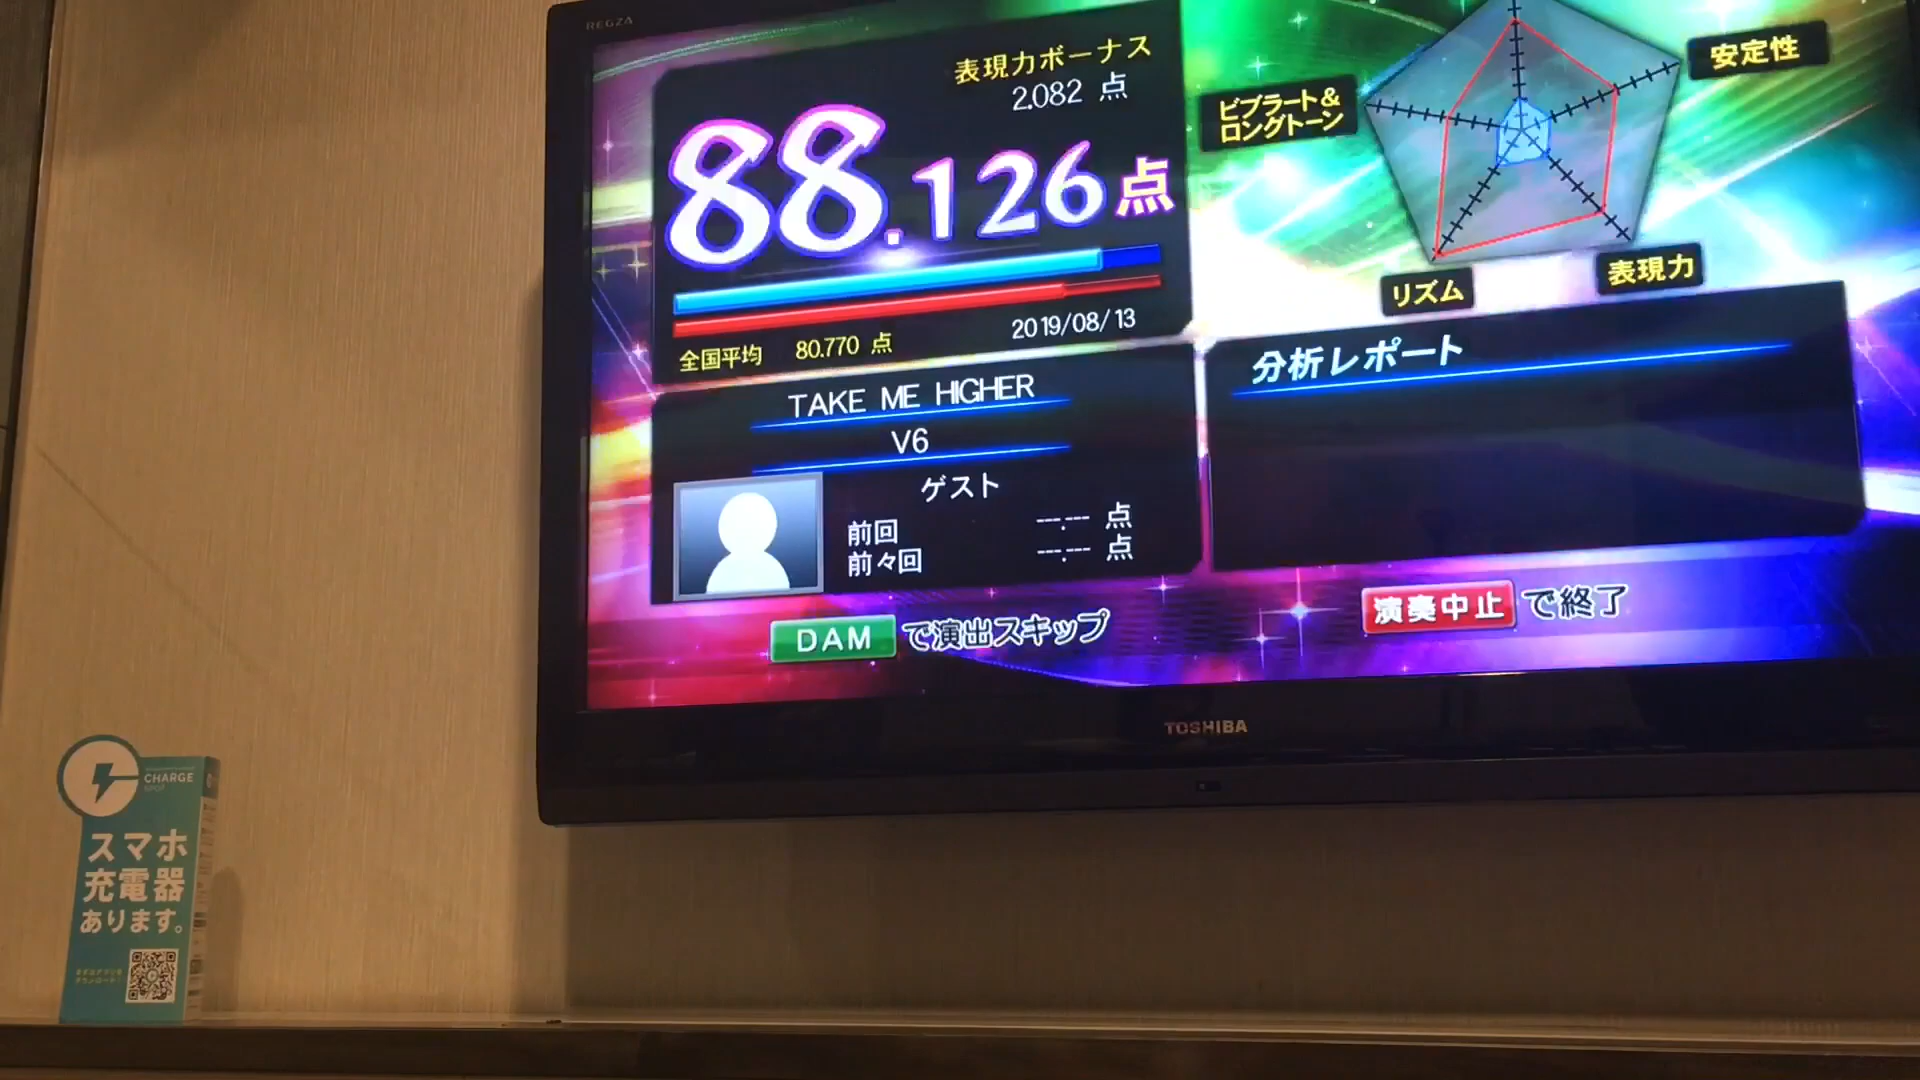 REGZA
表現力ボーナス
2.082 点
88.126点
全国平均 80.770 点
2019/08/13
TAKE ME HIGHER
V6
ゲスト
前回 ---.--- 点
前々回 ---.--- 点
DAMで演出スキップ
安定性
ビブラート&
ロングトーン
リズム
表現力
分析レポート
演奏中止で終了
TOSHIBA
CHARGE
SPOT
スマホ
充電器
あります。